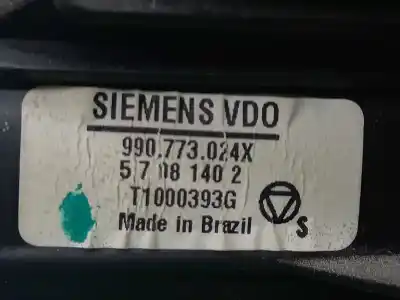 SIEMENS VDO
990.773.024X
5 7 08 140 2
T1000393G
Made in Brazil
S